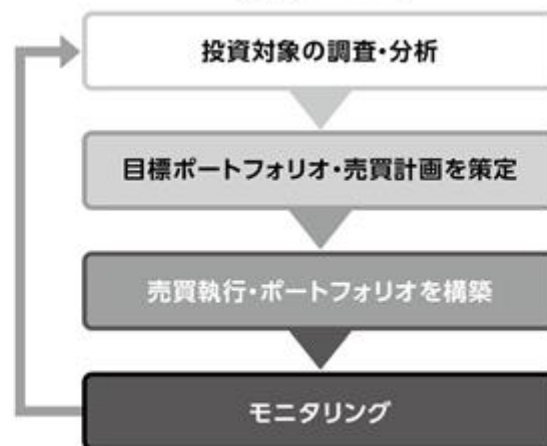 投資対象の調査・分析
目標ポートフォリオ・売買計画を策定
売買執行・ポートフォリオを構築
モニタリング